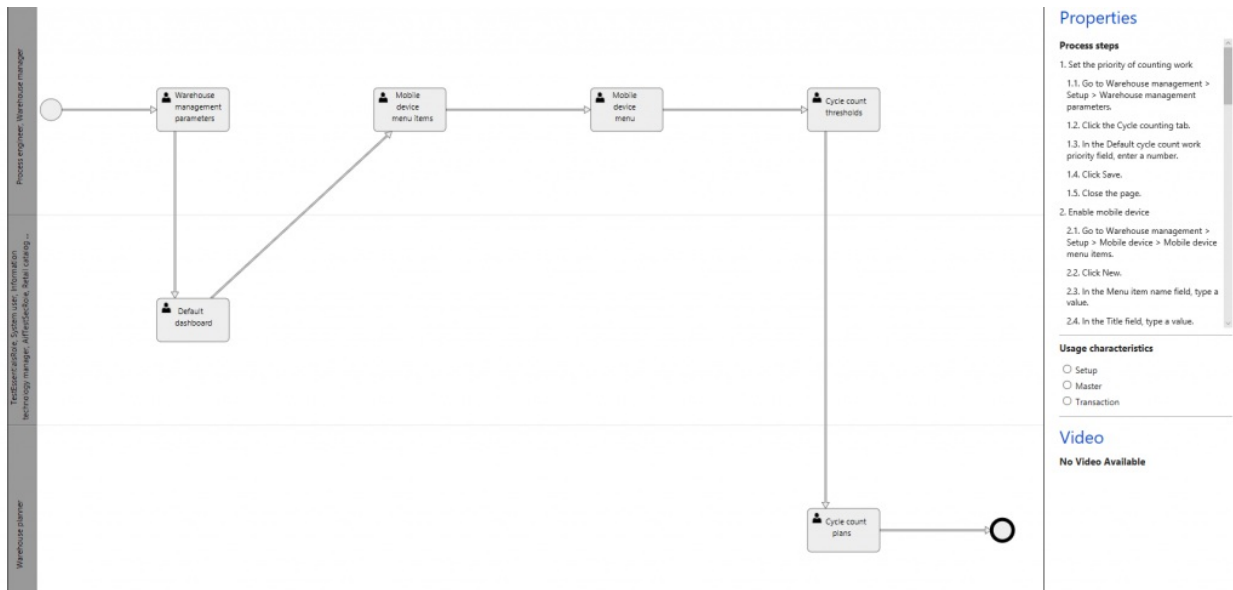 Process engineer, Warehouse manager
Warehouse
management
parameters
Mobile
device
menu items
Mobile
device
menu
Cycle count
thresholds
TestEssentialsRole, System user, Information
technology manager, AifTestSecRole, Retail catalog ...
Default
dashboard
Warehouse planner
Cycle count
plans
Properties
Process steps
1. Set the priority of counting work
1.1. Go to Warehouse management >
Setup > Warehouse management
parameters.
1.2. Click the Cycle counting tab.
1.3. In the Default cycle count work
priority field, enter a number.
1.4. Click Save.
1.5. Close the page.
2. Enable mobile device
2.1. Go to Warehouse management >
Setup > Mobile device > Mobile device
menu items.
2.2. Click New.
2.3. In the Menu item name field, type a
value.
2.4. In the Title field, type a value.
Usage characteristics
Setup
Master
Transaction
Video
No Video Available